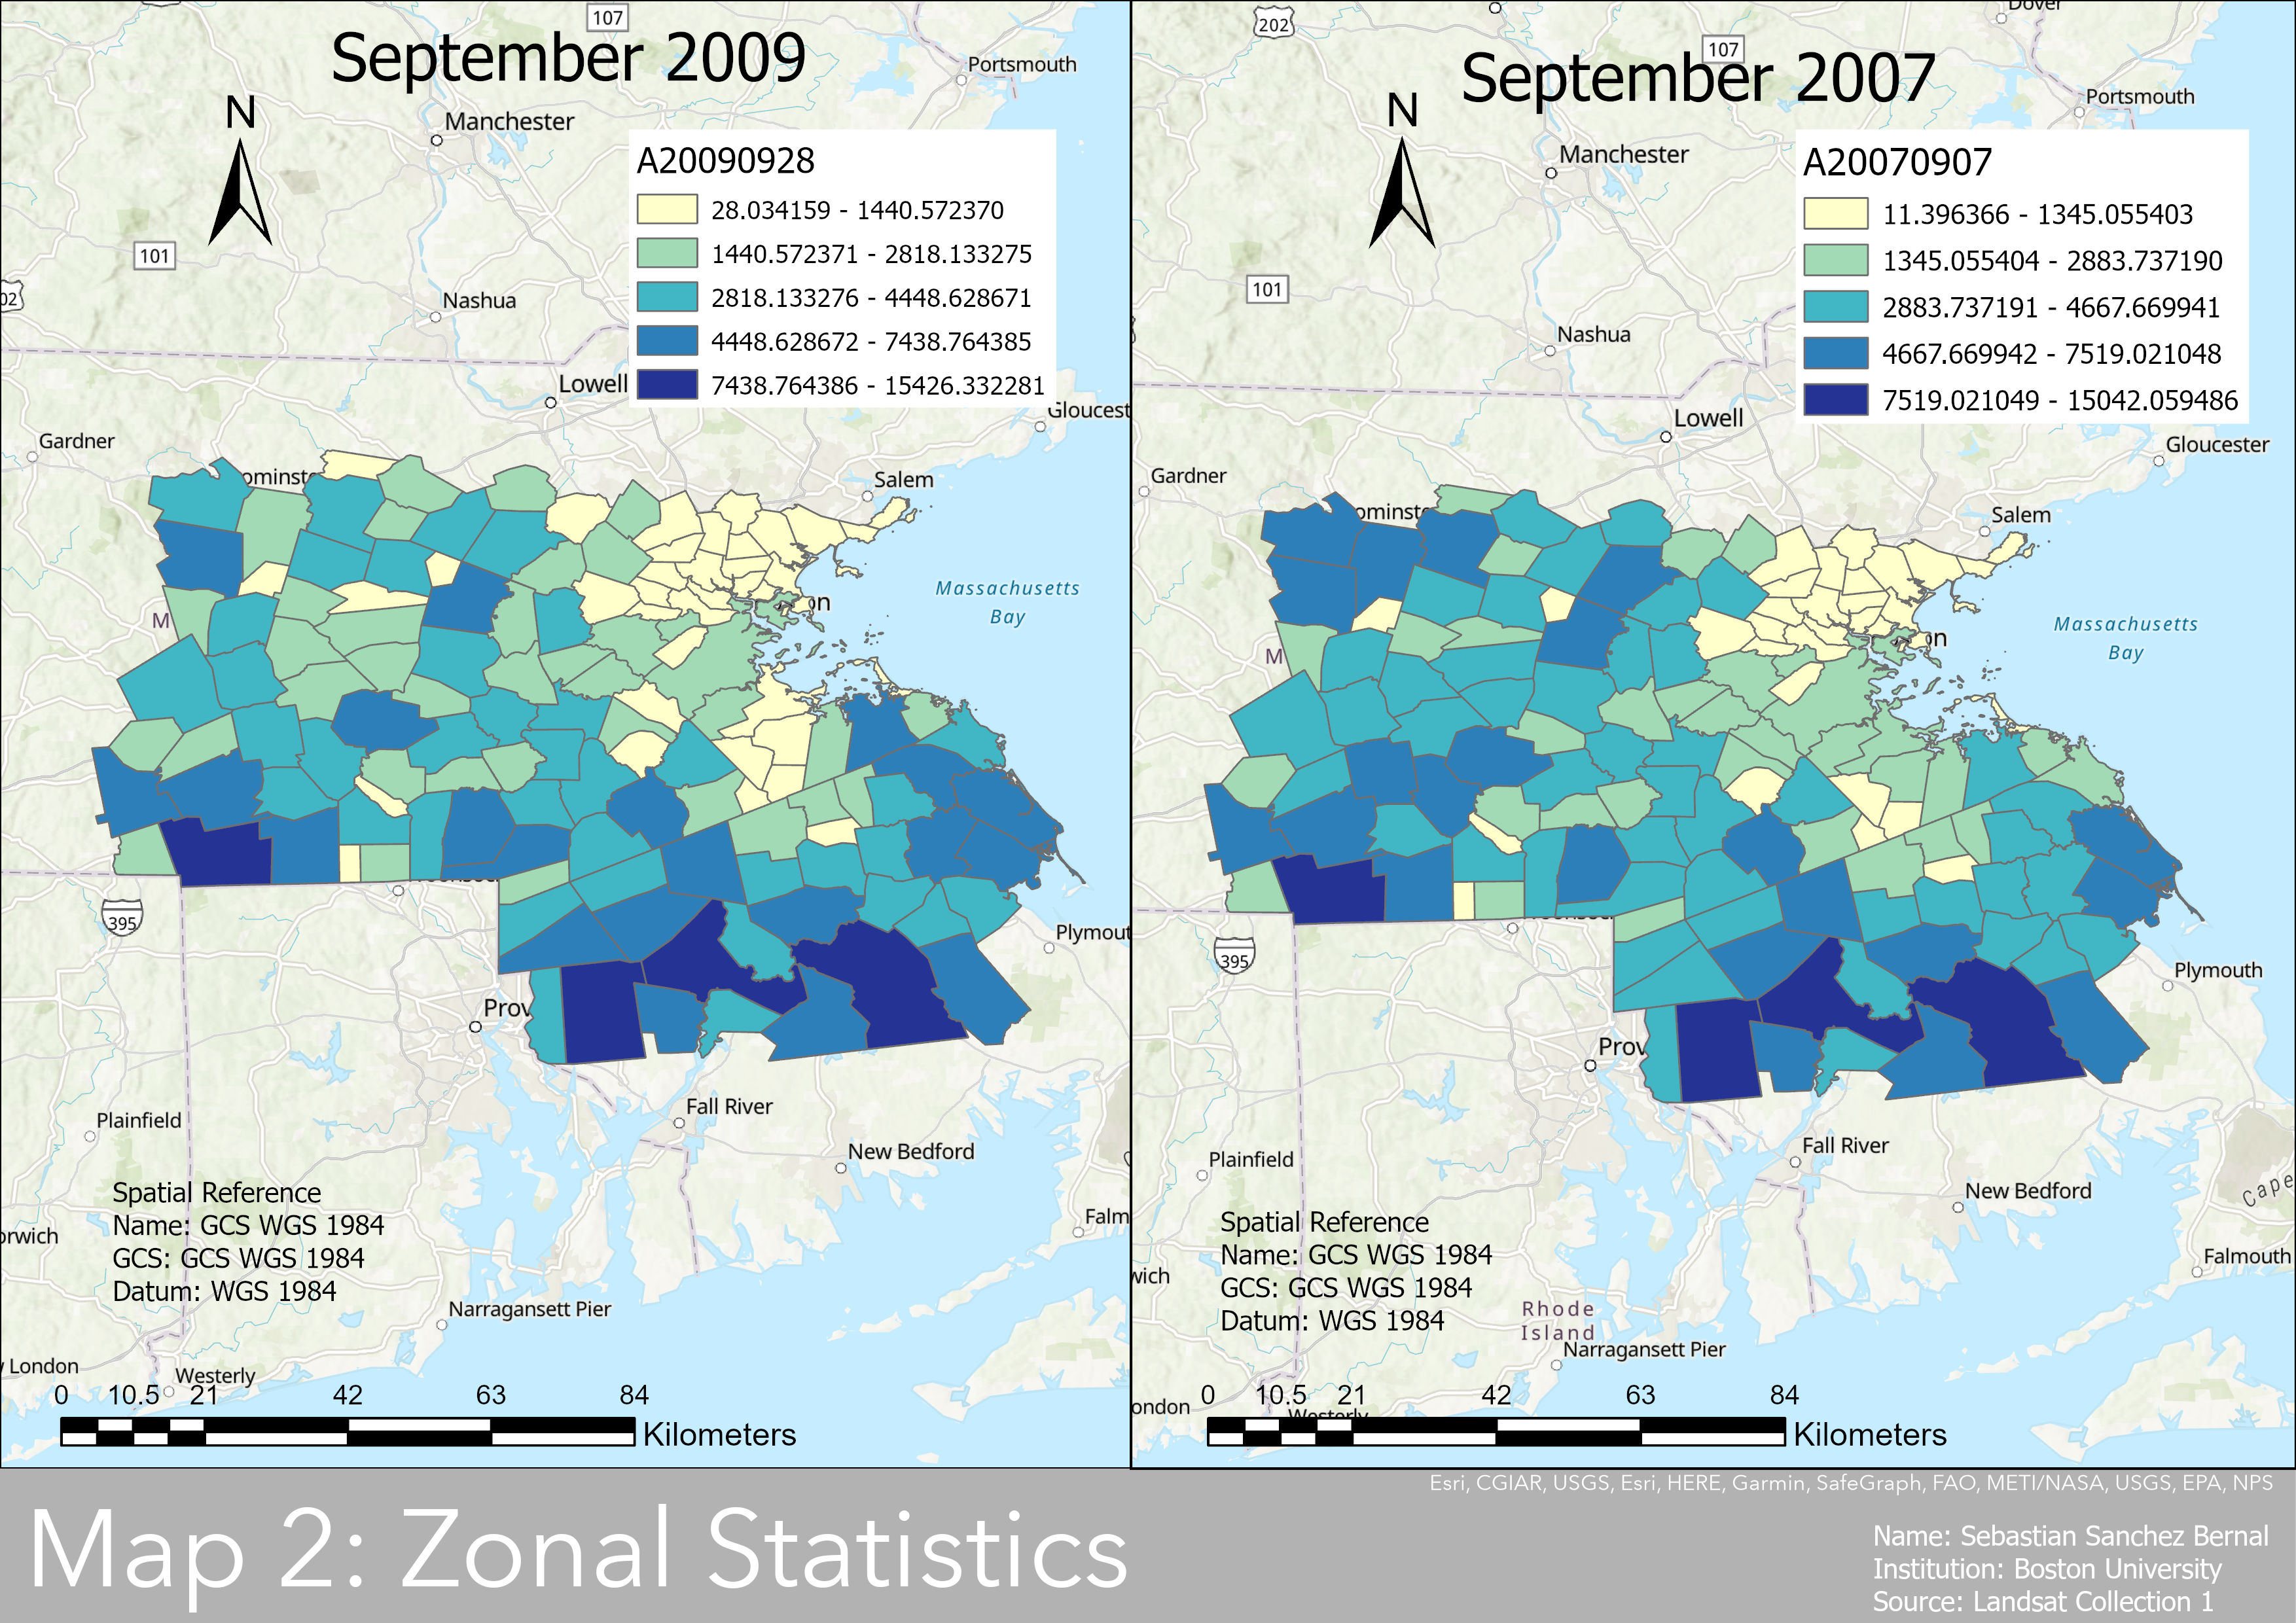 September 2009
N
107
Portsmouth
Manchester
A20090928
28.034159 - 1440.572370
1440.572371 - 2818.133275
2818.133276 - 4448.628671
4448.628672 - 7438.764385
7438.764386 - 15426.332281
101
02
Nashua
Lowell
Gloucest
Gardner
ominst
Salem
Massachusetts
Bay
M
on
395
Plymout
Prov
Plainfield
Fall River
New Bedford
Spatial Reference
Name: GCS WGS 1984
GCS: GCS WGS 1984
Datum: WGS 1984
orwich
Falm
Narragansett Pier
London
Westerly
0 10.5 21 42 63 84
Kilometers
September 2007
N
202
107
Dover
Portsmouth
Manchester
A20070907
11.396366 - 1345.055403
1345.055404 - 2883.737190
2883.737191 - 4667.669941
4667.669942 - 7519.021048
7519.021049 - 15042.059486
101
Nashua
Lowell
Gloucester
Gardner
ominst
Salem
Massachusetts
Bay
M
on
395
Plymouth
Prov
Plainfield
Fall River
New Bedford
Cape
Spatial Reference
Name: GCS WGS 1984
GCS: GCS WGS 1984
Datum: WGS 1984
wich
Falmouth
Rhode
Island
Narragansett Pier
ondon
Westerly
0 10.5 21 42 63 84
Kilometers
Esri, CGIAR, USGS, Esri, HERE, Garmin, SafeGraph, FAO, METI/NASA, USGS, EPA, NPS
Map 2: Zonal Statistics
Name: Sebastian Sanchez Bernal
Institution: Boston University
Source: Landsat Collection 1